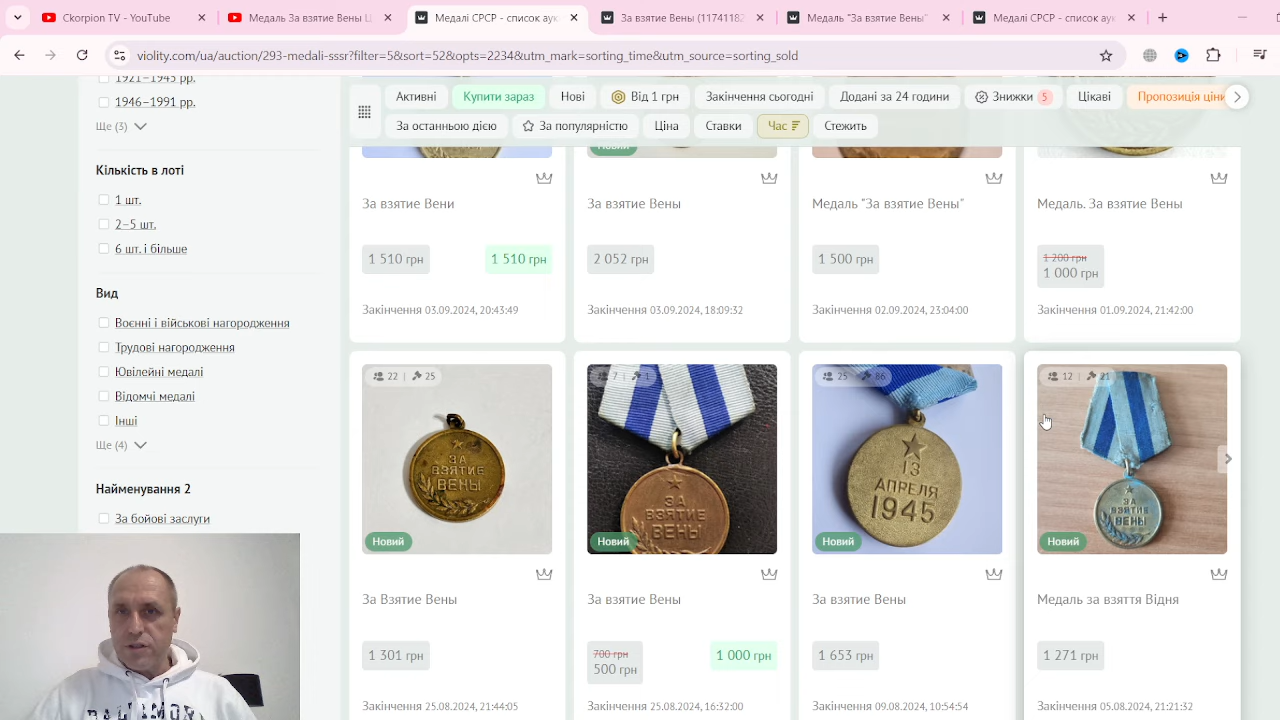 Ckorpion TV - YouTube
Медаль За взятие Вены Ц
Медалі СРСР - список аук
За взятие Вены (11741182
Медаль "За взятие Вены"
Медалі СРСР - список аук
violity.com/ua/auction/293-medali-sssr?filter=5&sort=52&opts=2234&utm_mark=sorting_time&utm_source=sorting_sold
1921–1945 рр.
1946–1991 рр.
Ще (3)
Кількість в лоті
1 шт.
2–5 шт.
6 шт. і більше
Вид
Воєнні і військові нагородження
Трудові нагородження
Ювілейні медалі
Відомчі медалі
Інші
Ще (4)
Найменування 2
За бойові заслуги
Активні
Купити зараз
Нові
Від 1 грн
Закінчення сьогодні
Додані за 24 години
Знижки 5
Цікаві
Пропозиція ціни
За останньою дією
За популярністю
Ціна
Ставки
Час
Стежить
Новий
За взятие Вени
1 510 грн
1 510 грн
Закінчення 03.09.2024, 20:43:49
За взятие Вены
2 052 грн
Закінчення 03.09.2024, 18:09:32
Медаль "За взятие Вены"
1 500 грн
Закінчення 02.09.2024, 23:04:00
Медаль. За взятие Вены
1 200 грн
1 000 грн
Закінчення 01.09.2024, 21:42:00
22 | 25
ЗА
ВЗЯТИЕ
ВЕНЫ
Новий
За Взятие Вены
1 301 грн
Закінчення 25.08.2024, 21:44:05
7 | 1
ЗА
ВЗЯТИЕ
ВЕНЫ
Новий
За взятие Вены
700 грн
500 грн
1 000 грн
Закінчення 25.08.2024, 16:32:00
25 | 86
13
АПРЕЛЯ
1945
Новий
За взятие Вены
1 653 грн
Закінчення 09.08.2024, 10:54:54
12 | 21
ЗА
ВЗЯТИЕ
ВЕНЫ
Новий
Медаль за взяття Відня
1 271 грн
Закінчення 05.08.2024, 21:21:32